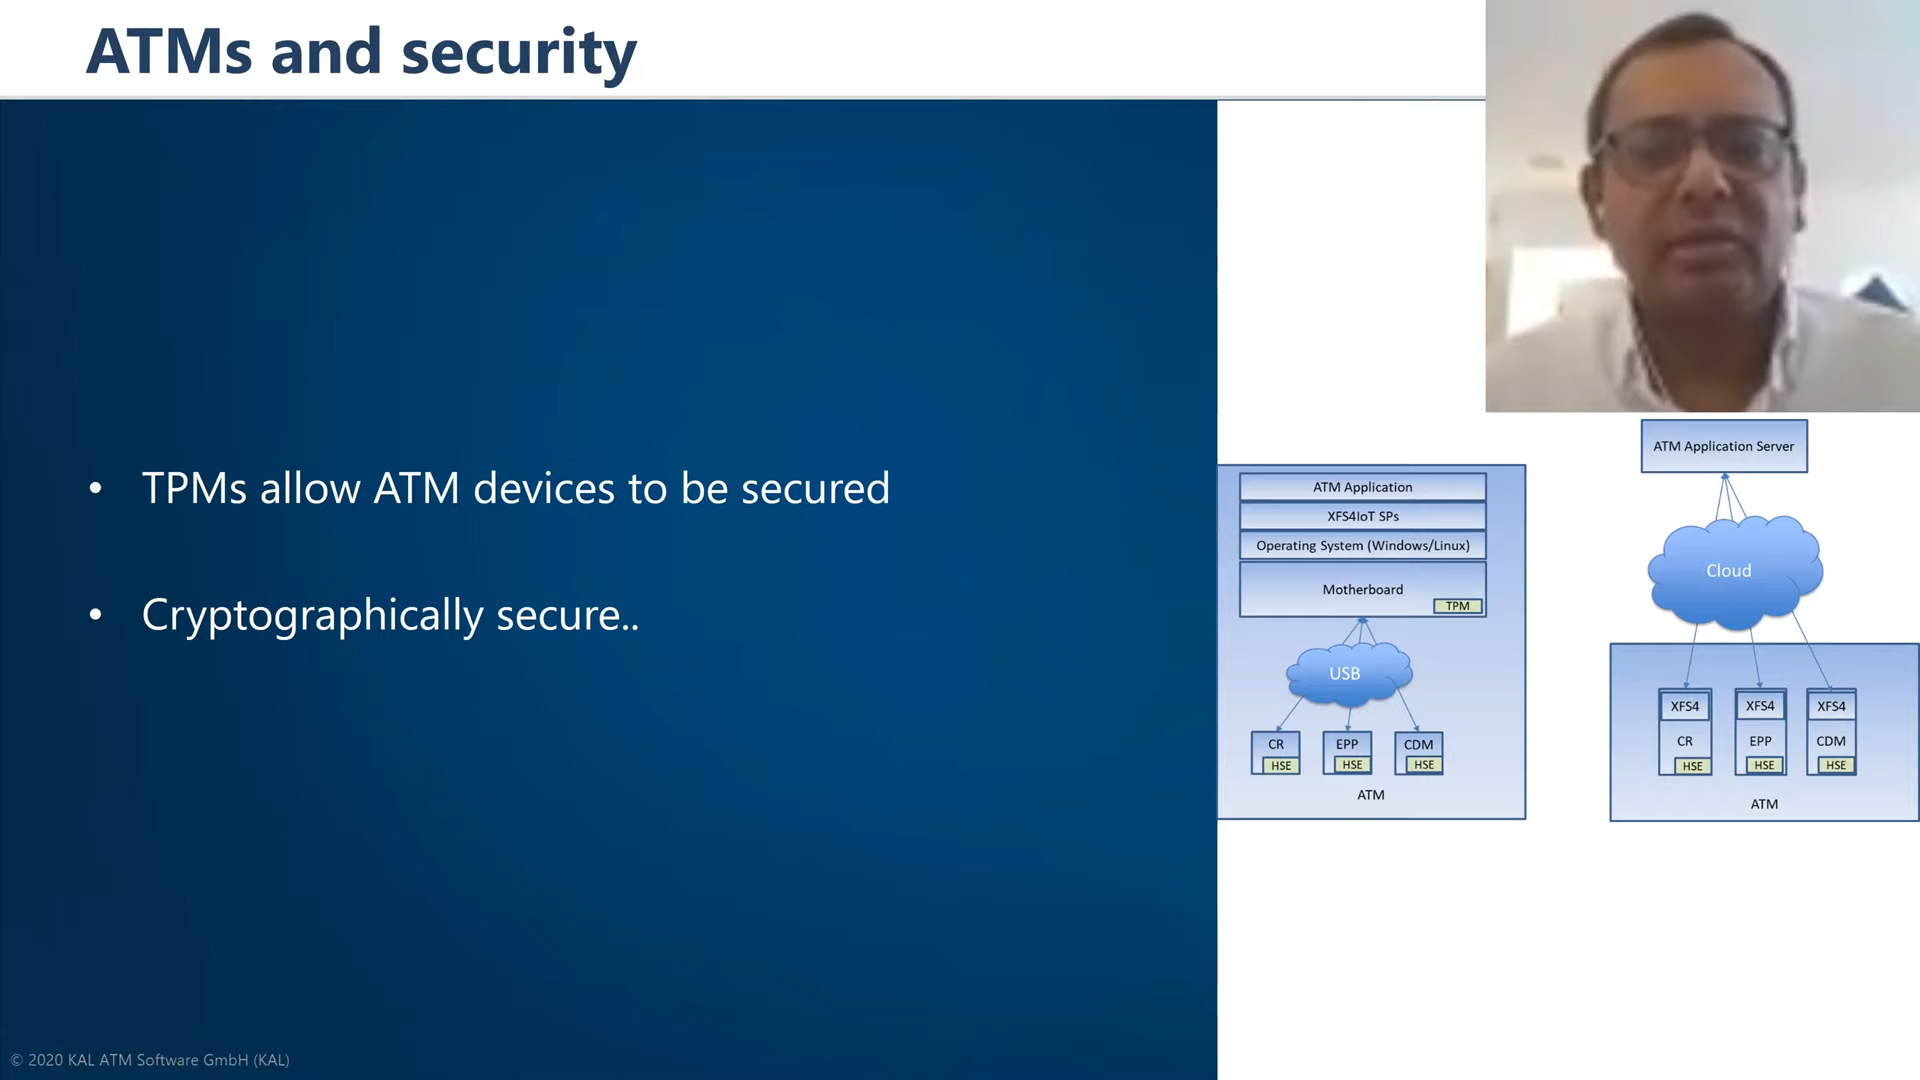 ATMs and security
• TPMs allow ATM devices to be secured
• Cryptographically secure..
ATM Application
XFS4IoT SPs
Operating System (Windows/Linux)
Motherboard
TPM
USB
CR
HSE
EPP
HSE
CDM
HSE
ATM
ATM Application Server
Cloud
XFS4
CR
HSE
XFS4
EPP
HSE
XFS4
CDM
HSE
ATM
© 2020 KAL ATM Software GmbH (KAL)